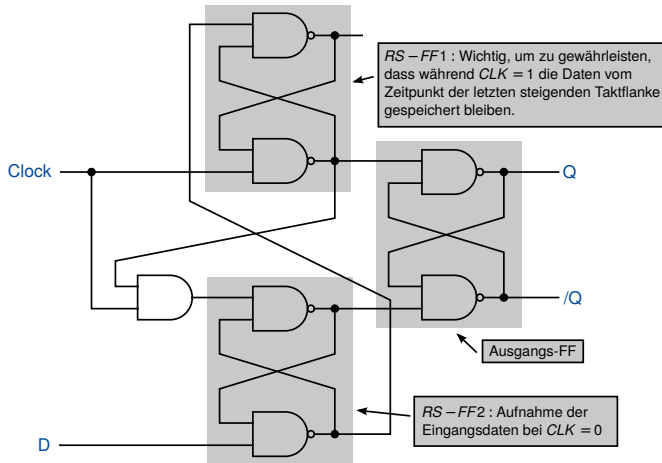 RS – FF1 : Wichtig, um zu gewährleisten,
dass während CLK = 1 die Daten vom
Zeitpunkt der letzten steigenden Taktflanke
gespeichert bleiben.
Clock
Q
/Q
Ausgangs-FF
RS – FF2 : Aufnahme der
Eingangsdaten bei CLK = 0
D